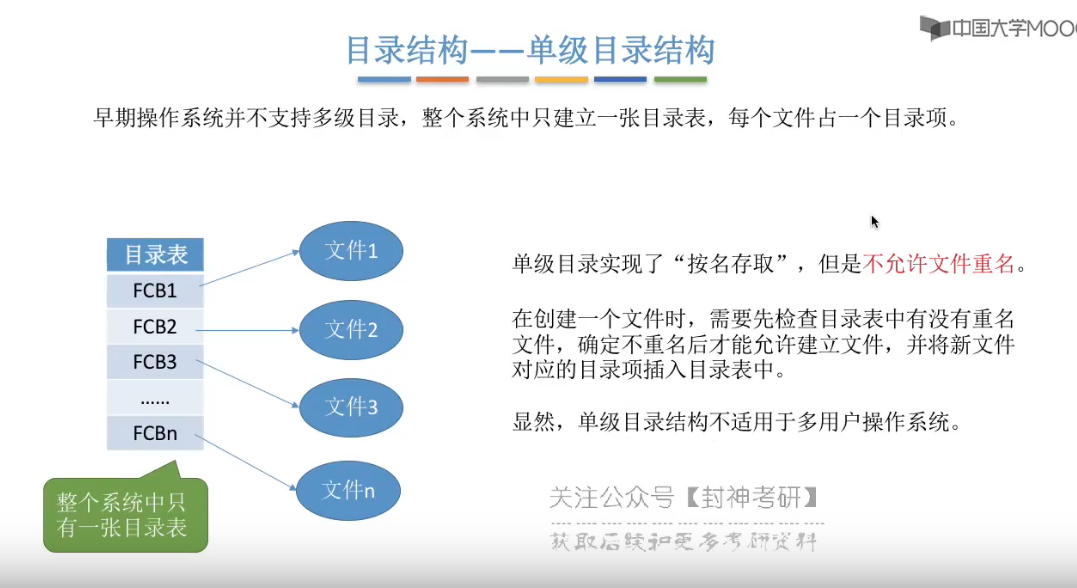 中国大学MOO
目录结构——单级目录结构
早期操作系统并不支持多级目录，整个系统中只建立一张目录表，每个文件占一个目录项。
目录表
FCB1
FCB2
FCB3
......
FCBn
文件1
文件2
文件3
文件n
整个系统中只
有一张目录表
单级目录实现了“按名存取”，但是不允许文件重名。
在创建一个文件时，需要先检查目录表中有没有重名
文件，确定不重名后才能允许建立文件，并将新文件
对应的目录项插入目录表中。
显然，单级目录结构不适用于多用户操作系统。
关注公众号【封神考研】
获取后续和更多考研资料